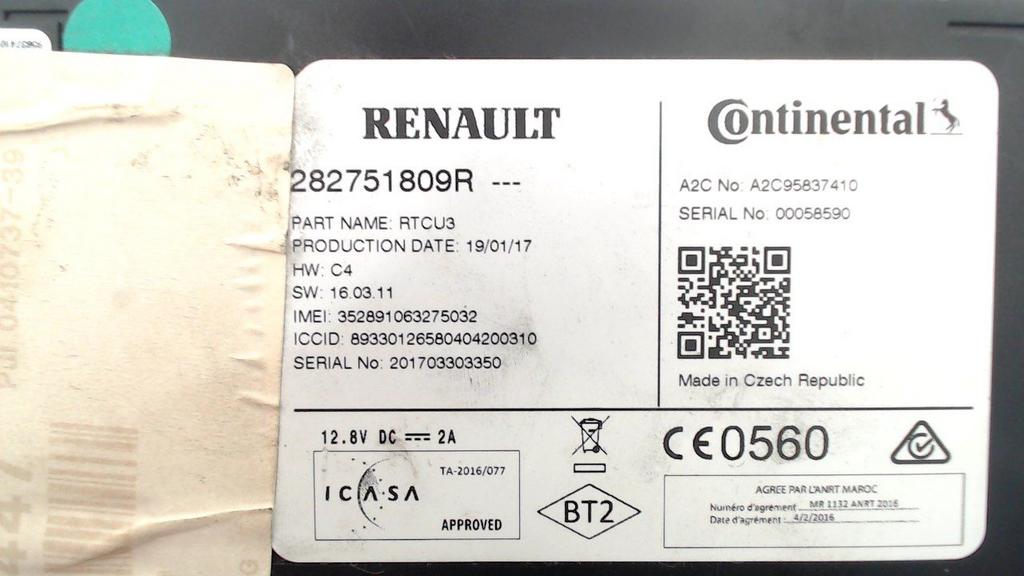 RENAULT
282751809R ---
PART NAME: RTCU3
PRODUCTION DATE: 19/01/17
HW: C4
SW: 16.03.11
IMEI: 352891063275032
ICCID: 89330126580404200310
SERIAL No: 201703303350
Continental
A2C No: A2C95837410
SERIAL No: 00058590
Made in Czech Republic
12.8V DC 2A
TA-2016/077
ICASA
APPROVED
BT2
CE0560
AGREE PAR L'ANRT MAROC
Numéro d'agrément MR 1132 ANRT 2016
Date d'agrément 4/2/2016